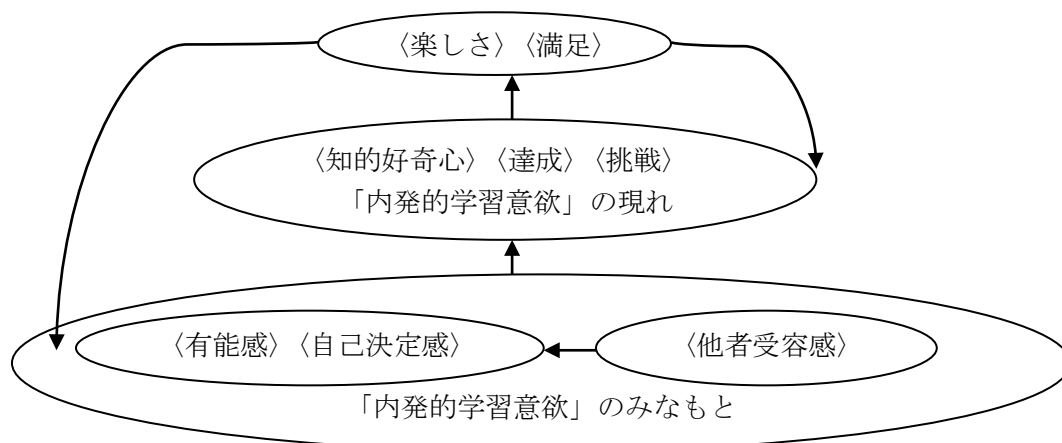 〈楽しさ〉〈満足〉
〈知的好奇心〉〈達成〉〈挑戦〉
「内発的学習意欲」の現れ
〈有能感〉〈自己決定感〉
〈他者受容感〉
「内発的学習意欲」のみなもと